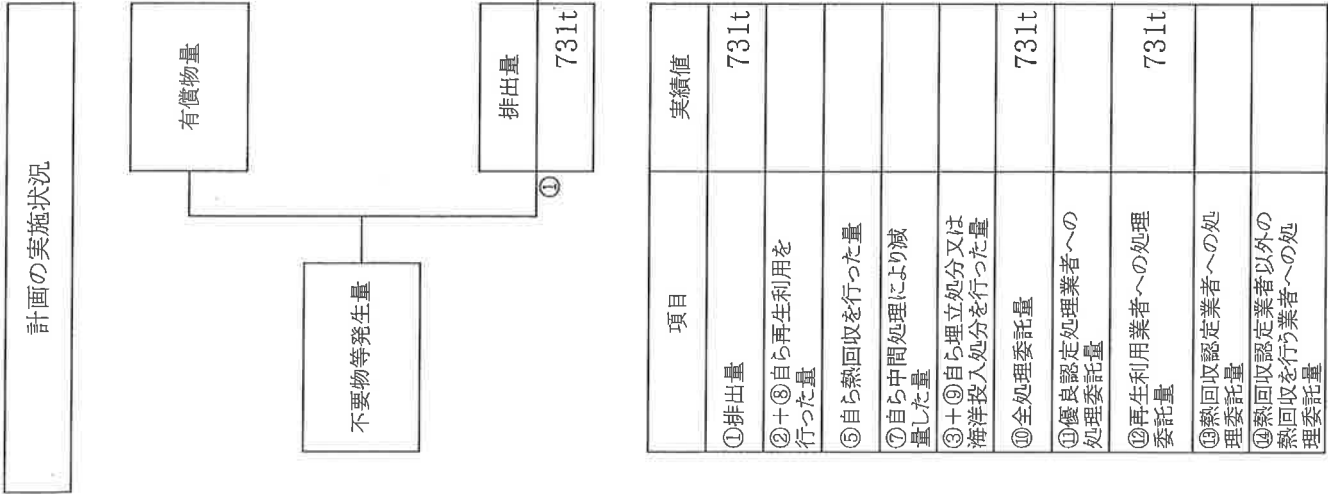 計画の実施状況
有償物量
不要物等発生量
排出量
①
731t
項目
実績値
①排出量
731t
②＋⑧自ら再生利用を
行った量
⑤自ら熱回収を行った量
⑦自ら中間処理により減
量した量
③＋⑨自ら埋立処分又は
海洋投入処分を行った量
⑩全処理委託量
731t
⑪優良認定処理業者への
処理委託量
⑫再生利用業者への処理
委託量
731t
⑬熱回収認定業者への処
理委託量
⑭熱回収認定業者以外の
熱回収を行う業者への処
理委託量